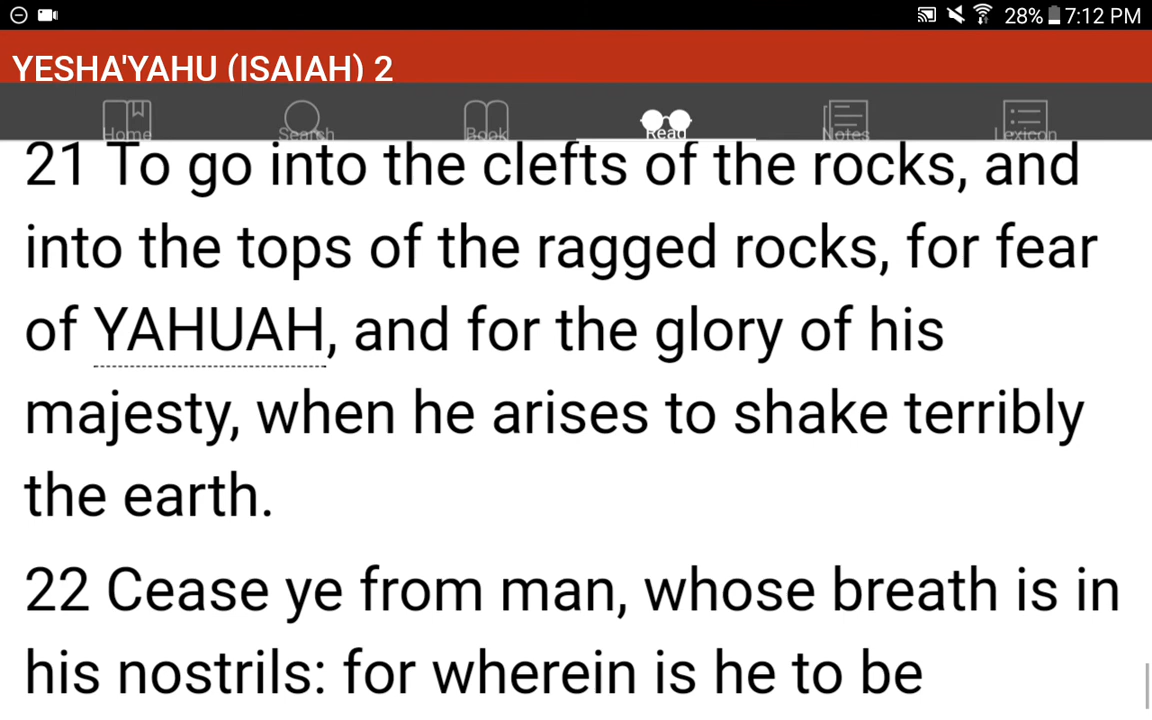 28% 7:12 PM
YESHA'YAHU (ISAIAH) 2
Home Search Book Read Notes Lexicon
21 To go into the clefts of the rocks, and
into the tops of the ragged rocks, for fear
of YAHUAH, and for the glory of his
majesty, when he arises to shake terribly
the earth.
22 Cease ye from man, whose breath is in
his nostrils: for wherein is he to be